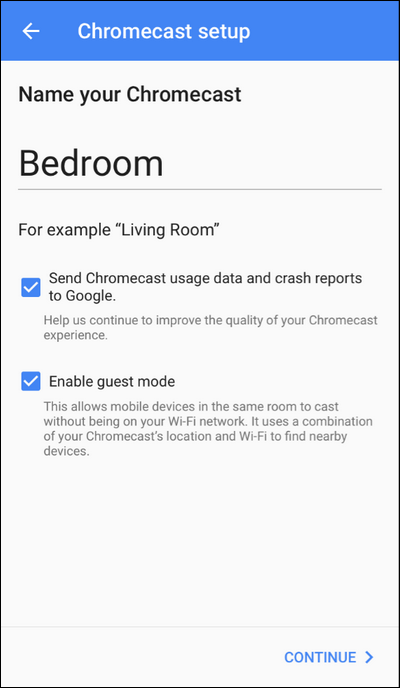 Chromecast setup
Name your Chromecast
Bedroom
For example “Living Room”
Send Chromecast usage data and crash reports
to Google.
Help us continue to improve the quality of your Chromecast
experience.
Enable guest mode
This allows mobile devices in the same room to cast
without being on your Wi-Fi network. It uses a combination
of your Chromecast’s location and Wi-Fi to find nearby
devices.
CONTINUE